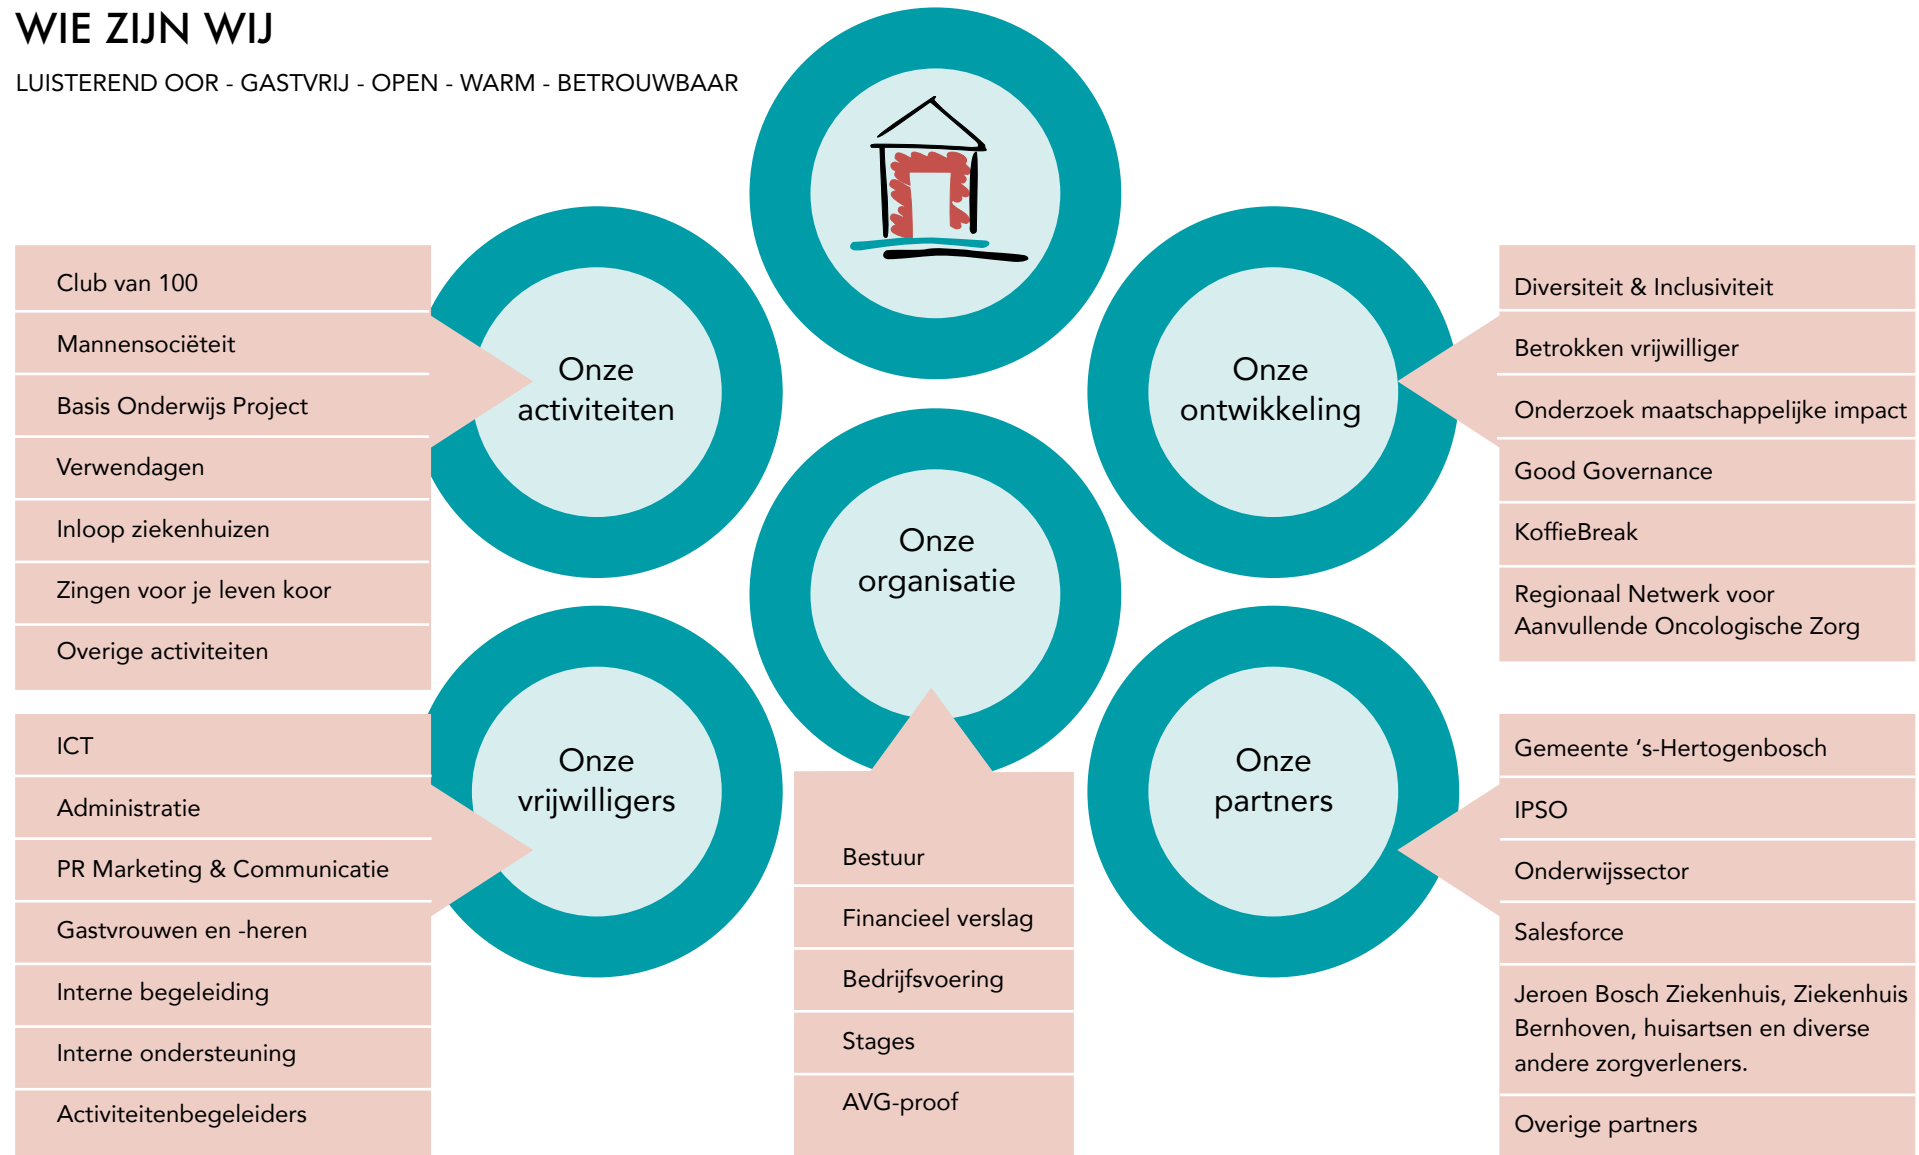 WIE ZIJN WIJ
LUISTEREND OOR - GASTVRIJ - OPEN - WARM - BETROUWBAAR
Onze
activiteiten
Club van 100
Mannensociëteit
Basis Onderwijs Project
Verwendagen
Inloop ziekenhuizen
Zingen voor je leven koor
Overige activiteiten
Onze
ontwikkeling
Diversiteit & Inclusiviteit
Betrokken vrijwilliger
Onderzoek maatschappelijke impact
Good Governance
KoffieBreak
Regionaal Netwerk voor
Aanvullende Oncologische Zorg
Onze
vrijwilligers
ICT
Administratie
PR Marketing & Communicatie
Gastvrouwen en -heren
Interne begeleiding
Interne ondersteuning
Activiteitenbegeleiders
Onze
organisatie
Bestuur
Financieel verslag
Bedrijfsvoering
Stages
AVG-proof
Onze
partners
Gemeente ‘s-Hertogenbosch
IPSO
Onderwijssector
Salesforce
Jeroen Bosch Ziekenhuis, Ziekenhuis
Bernhoven, huisartsen en diverse
andere zorgverleners.
Overige partners